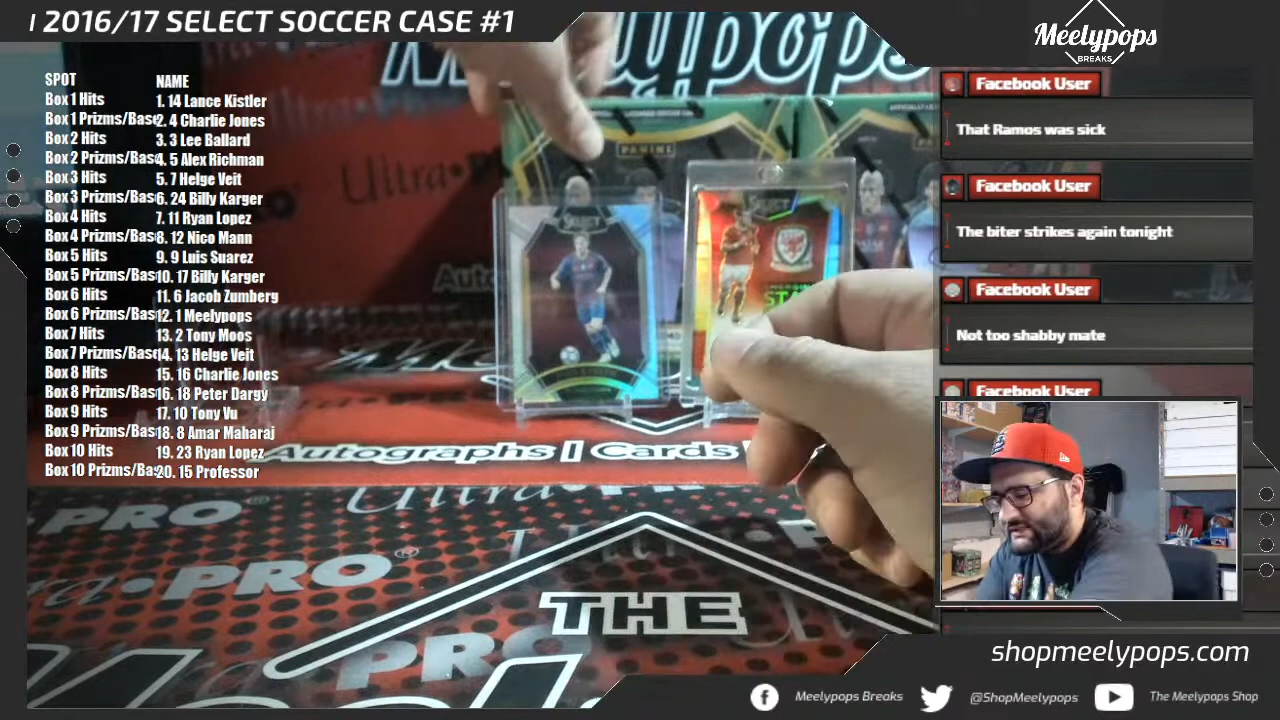 2016/17 SELECT SOCCER CASE #1
Meelypops
BREAKS
SPOT NAME
Box 1 Hits 1. 14 Lance Kistler
Box 1 Prizms/Base 2. 4 Charlie Jones
Box 2 Hits 3. 3 Lee Ballard
Box 2 Prizms/Base 4. 5 Alex Richman
Box 3 Hits 5. 7 Helge Veit
Box 3 Prizms/Base 6. 24 Billy Karger
Box 4 Hits 7. 11 Ryan Lopez
Box 4 Prizms/Bas 8. 12 Nico Mann
Box 5 Hits 9. 9 Luis Suarez
Box 5 Prizms/Bas 10. 17 Billy Karger
Box 6 Hits 11. 6 Jacob Zumberg
Box 6 Prizms/Bas 12. 1 Meelypops
Box 7 Hits 13. 2 Tony Moos
Box 7 Prizms/Base 14. 13 Helge Veit
Box 8 Hits 15. 16 Charlie Jones
Box 8 Prizms/Bas 16. 18 Peter Dargy
Box 9 Hits 17. 10 Tony Vu
Box 9 Prizms/Bas 18. 8 Amar Maharaj
Box 10 Hits 19. 23 Ryan Lopez
Box 10 Prizms/Bas 20. 15 Professor
Facebook User
That Ramos was sick
Facebook User
The biter strikes again tonight
Facebook User
Not too shabby mate
Facebook User
PANINI
SELECT
Autographs | Cards
Ultra
PRO
PRO
PRO
THE
shopmeelypops.com
Meelypops Breaks
@ShopMeelypops
The Meelypops Shop